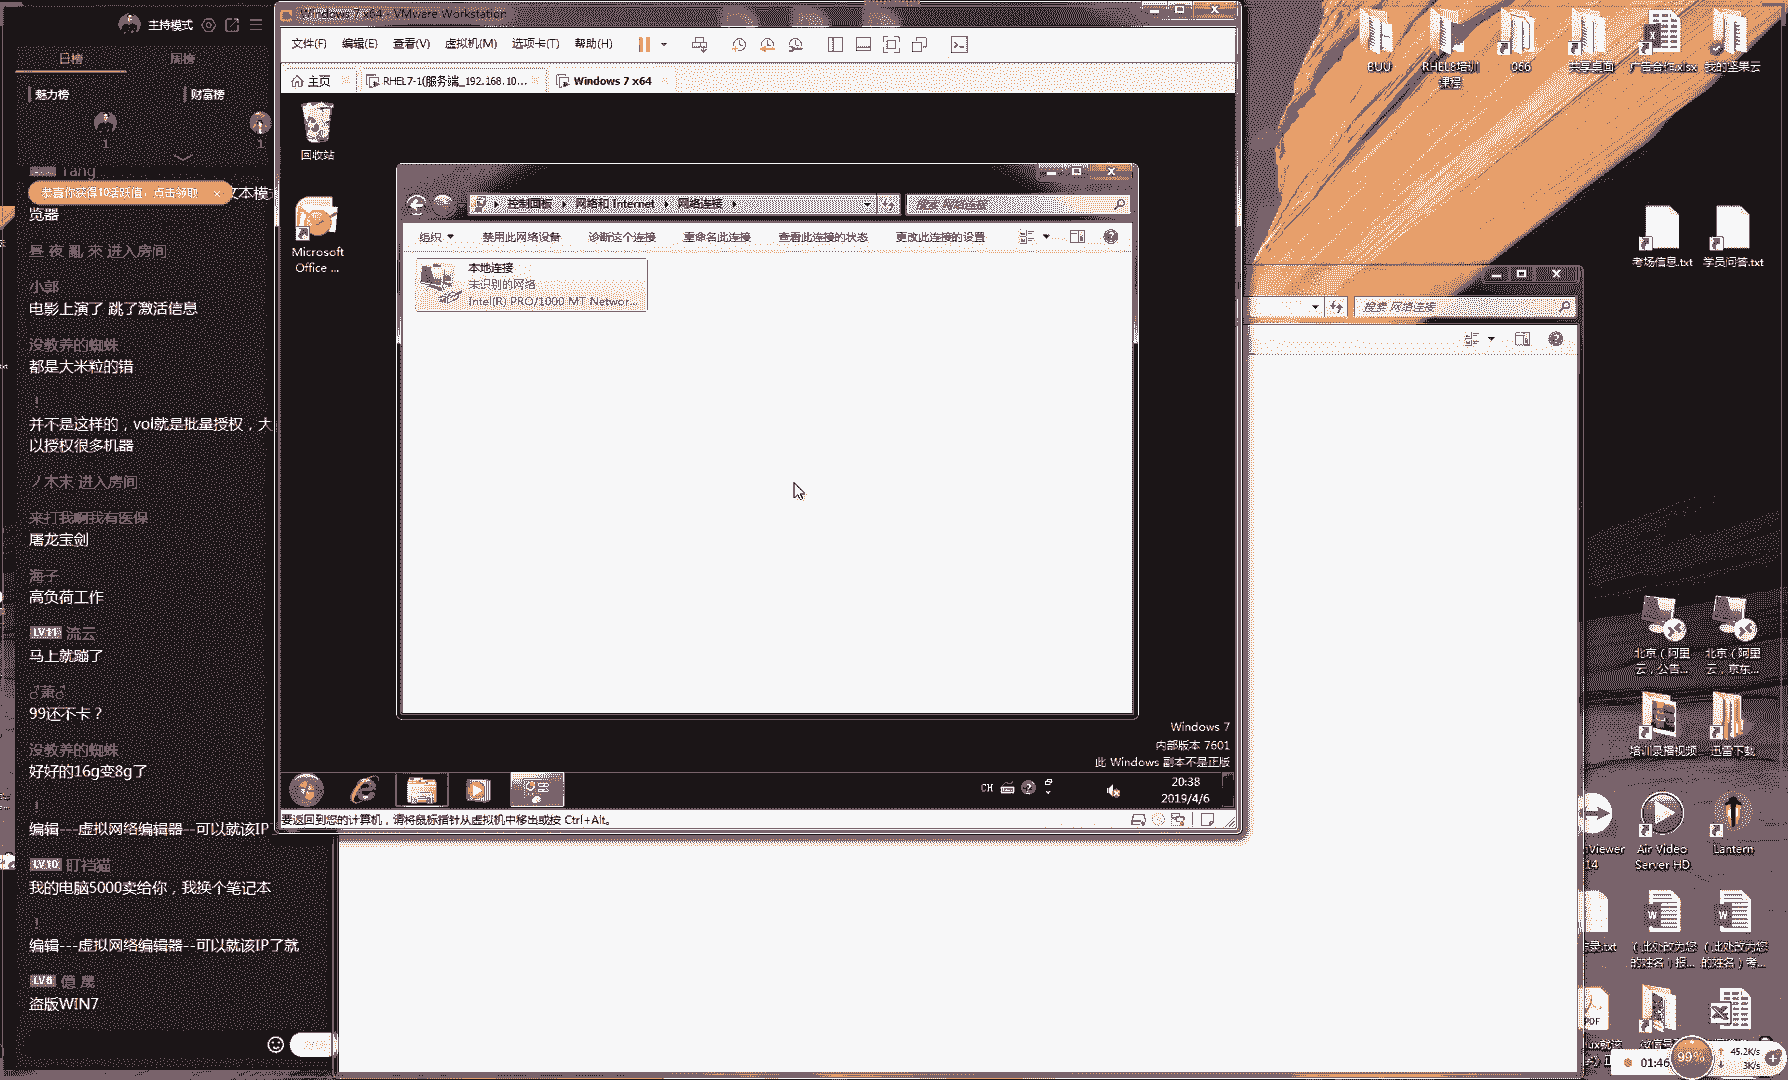 主持模式
日榜
周榜
魅力榜
财富榜
1
1
Tang
恭喜你获得10活跃值，点击领取 ×
文本模
览器
昼 夜 亂 來 进入房间
小郭
电影上演了 跳了激活信息
没教养的蜘蛛
都是大米粒的错
!
并不是这样的，vol就是批量授权，大
以授权很多机器
ノ木末 进入房间
来打我啊我有医保
屠龙宝剑
海子
高负荷工作
LV11 流云
马上就蹦了
♂萧♂
99还不卡？
没教养的蜘蛛
好好的16g变8g了
!
编辑---虚拟网络编辑器--可以就该IP
LV10 盯裆猫
我的电脑5000卖给你，我换个笔记本
!
编辑---虚拟网络编辑器--可以就该IP了就
LV6 億 晟
盗版WIN7
Windows 7 x64 - VMware Workstation
文件(F) 编辑(E) 查看(V) 虚拟机(M) 选项卡(T) 帮助(H)
主页
RHEL7-1(服务端_192.168.10...
Windows 7 x64
回收站
Microsoft
Office ...
控制面板 网络和 Internet 网络连接
搜索 网络连接
组织 禁用此网络设备 诊断这个连接 重命名此连接 查看此连接的状态 更改此连接的设置
本地连接
未识别的网络
Intel(R) PRO/1000 MT Networ...
Windows 7
内部版本 7601
此 Windows 副本不是正版
CH
20:38
2019/4/6
要返回到您的计算机，请将鼠标指针从虚拟机中移出或按 Ctrl+Alt。
搜索 网络连接
BUU
RHEL8培训
课程
共享桌面
广告合作.xlsx
我的坚果云
考场信息.txt
学员问答.txt
北京（阿里
云，公告...
北京（阿里
云，京东...
培训录播视频
迅雷下载
iViewer
14
Air Video
Server HD
Lantern
录.txt
（此处改为您
的姓名）报...
（此处改为您
的姓名）考...
PDF
ux就该
01:46
99%
45.2K/s
3K/s